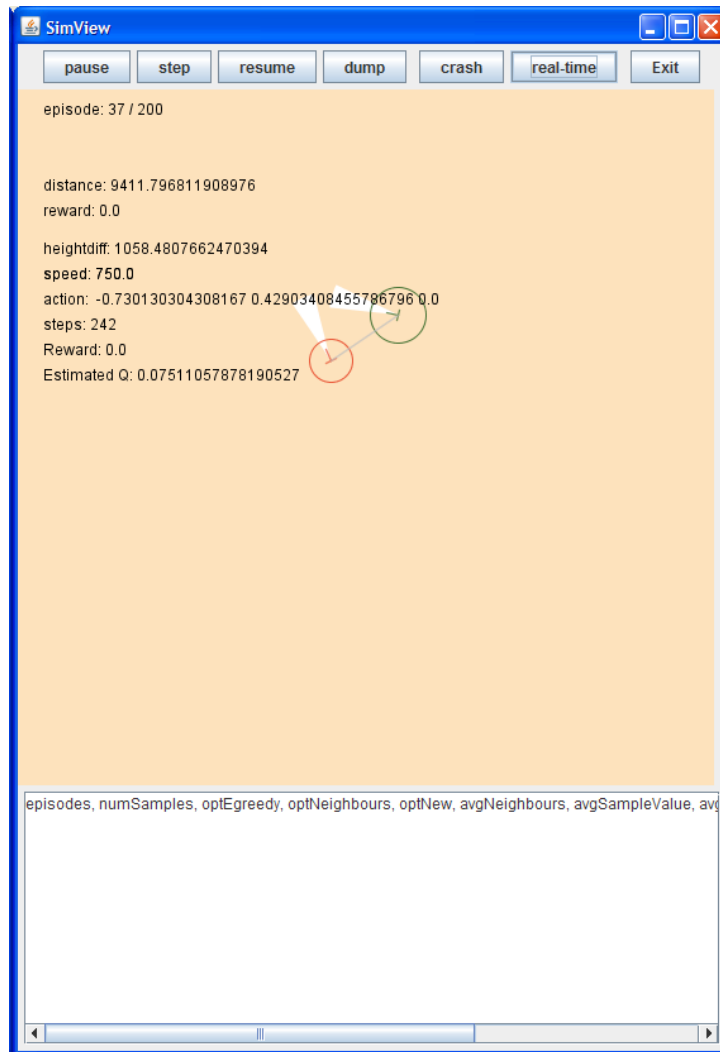 SimView
pause step resume dump crash real-time Exit
episode: 37 / 200
distance: 9411.796811908976
reward: 0.0
heightdiff: 1058.4807662470394
speed: 750.0
action: -0.730130304308167 0.42903408455786796 0.0
steps: 242
Reward: 0.0
Estimated Q: 0.07511057878190527
episodes, numSamples, optEgreedy, optNeighbours, optNew, avgNeighbours, avgSampleValue, avg